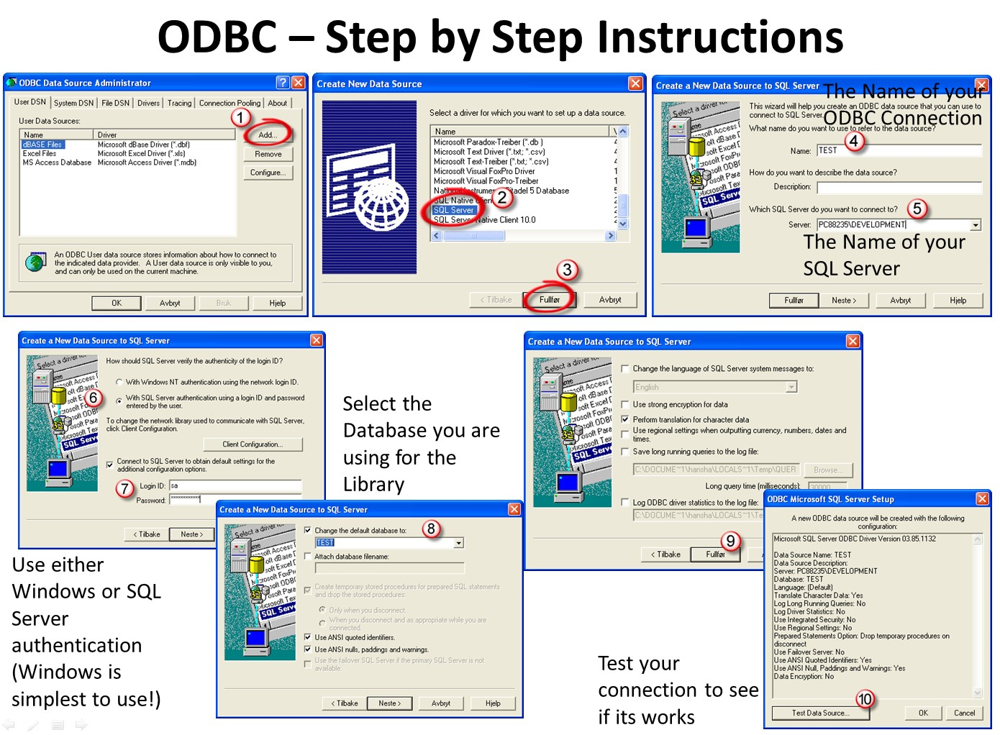 ODBC – Step by Step Instructions
ODBC Data Source Administrator
User DSN System DSN File DSN Drivers Tracing Connection Pooling About
User Data Sources:
Name Driver
dBASE Files Microsoft dBase Driver (*.dbf)
Excel Files Microsoft Excel Driver (*.xls)
MS Access Database Microsoft Access Driver (*.mdb)
1
Add...
Remove
Configure...
An ODBC User data source stores information about how to connect to
the indicated data provider. A User data source is only visible to you,
and can only be used on the current machine.
OK Avbryt Bruk Hjelp
Create New Data Source
Select a driver for which you want to set up a data source.
Name V
Microsoft Paradox-Treiber (*.db ) 4
Microsoft Text Driver (*.txt; *.csv) 4
Microsoft Text-Treiber (*.txt; *.csv) 4
Microsoft Visual FoxPro Driver 1
Microsoft Visual FoxPro-Treiber 1
National Instruments Citadel 5 Database 5
SQL Native Client
2
SQL Server
SQL Server Native Client 10.0
3
< Tilbake Fullfør Avbryt
Create a New Data Source to SQL Server
The Name of your
ODBC Connection
This wizard will help you create an ODBC data source that you can use to
connect to SQL Server.
What name do you want to use to refer to the data source?
4
Name: TEST
How do you want to describe the data source?
Description:
Which SQL Server do you want to connect to? 5
Server: PC88235\DEVELOPMENT
The Name of your
SQL Server
Fullfør Neste > Avbryt Hjelp
Create a New Data Source to SQL Server
How should SQL Server verify the authenticity of the login ID?
With Windows NT authentication using the network login ID.
6
With SQL Server authentication using a login ID and password
entered by the user.
To change the network library used to communicate with SQL Server,
click Client Configuration.
Client Configuration...
Connect to SQL Server to obtain default settings for the
additional configuration options.
7
Login ID: sa
Password: ************
< Tilbake Neste >
Use either
Windows or SQL
Server
authentication
(Windows is
simplest to use!)
Select the
Database you are
using for the
Library
Create a New Data Source to SQL Server
Change the default database to: 8
TEST
Attach database filename:
Create temporary stored procedures for prepared SQL statements
and drop the stored procedures:
Only when you disconnect.
When you disconnect and as appropriate while you are
connected.
Use ANSI quoted identifiers.
Use ANSI nulls, paddings and warnings.
Use the failover SQL Server if the primary SQL Server is not
available.
< Tilbake Neste > Avbryt Hjelp
Create a New Data Source to SQL Server
Change the language of SQL Server system messages to:
English
Use strong encryption for data
Perform translation for character data
Use regional settings when outputting currency, numbers, dates and
times.
Save long running queries to the log file:
C:\DOCUME~1\hansha\LOCALS~1\Temp\QUER Browse...
Long query time (milliseconds): 30000
Log ODBC driver statistics to the log file:
C:\DOCUME~1\hansha\LOCALS~1\Te
9
< Tilbake Fullfør
Test your
connection to see
if its works
ODBC Microsoft SQL Server Setup
A new ODBC data source will be created with the following
configuration:
Microsoft SQL Server ODBC Driver Version 03.85.1132
Data Source Name: TEST
Data Source Description:
Server: PC88235\DEVELOPMENT
Database: TEST
Language: (Default)
Translate Character Data: Yes
Log Long Running Queries: No
Log Driver Statistics: No
Use Integrated Security: No
Use Regional Settings: No
Prepared Statements Option: Drop temporary procedures on
disconnect
Use Failover Server: No
Use ANSI Quoted Identifiers: Yes
Use ANSI Null, Paddings and Warnings: Yes
Data Encryption: No
10
Test Data Source... OK Cancel